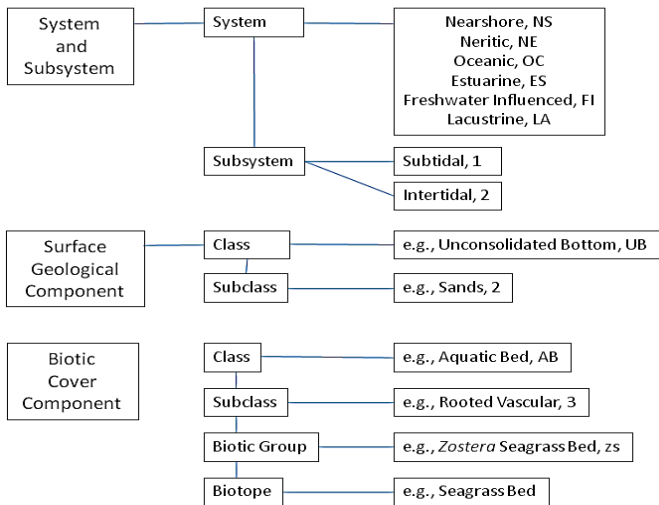 System
and
Subsystem
System
Nearshore, NS
Neritic, NE
Oceanic, OC
Estuarine, ES
Freshwater Influenced, FI
Lacustrine, LA
Subsystem
Subtidal, 1
Intertidal, 2
Surface
Geological
Component
Class
e.g., Unconsolidated Bottom, UB
Subclass
e.g., Sands, 2
Biotic
Cover
Component
Class
e.g., Aquatic Bed, AB
Subclass
e.g., Rooted Vascular, 3
Biotic Group
e.g., Zostera Seagrass Bed, zs
Biotope
e.g., Seagrass Bed